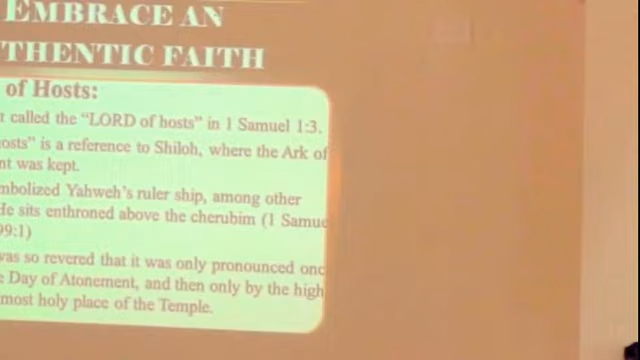 EMBRACE AN
THENTIC FAITH
of Hosts:
t called the “LORD of hosts” in 1 Samuel 1:3.
osts” is a reference to Shiloh, where the Ark of
nt was kept.
mbolized Yahweh’s ruler ship, among other
He sits enthroned above the cherubim (1 Samue
99:1)
was so revered that it was only pronounced onc
e Day of Atonement, and then only by the high
most holy place of the Temple.